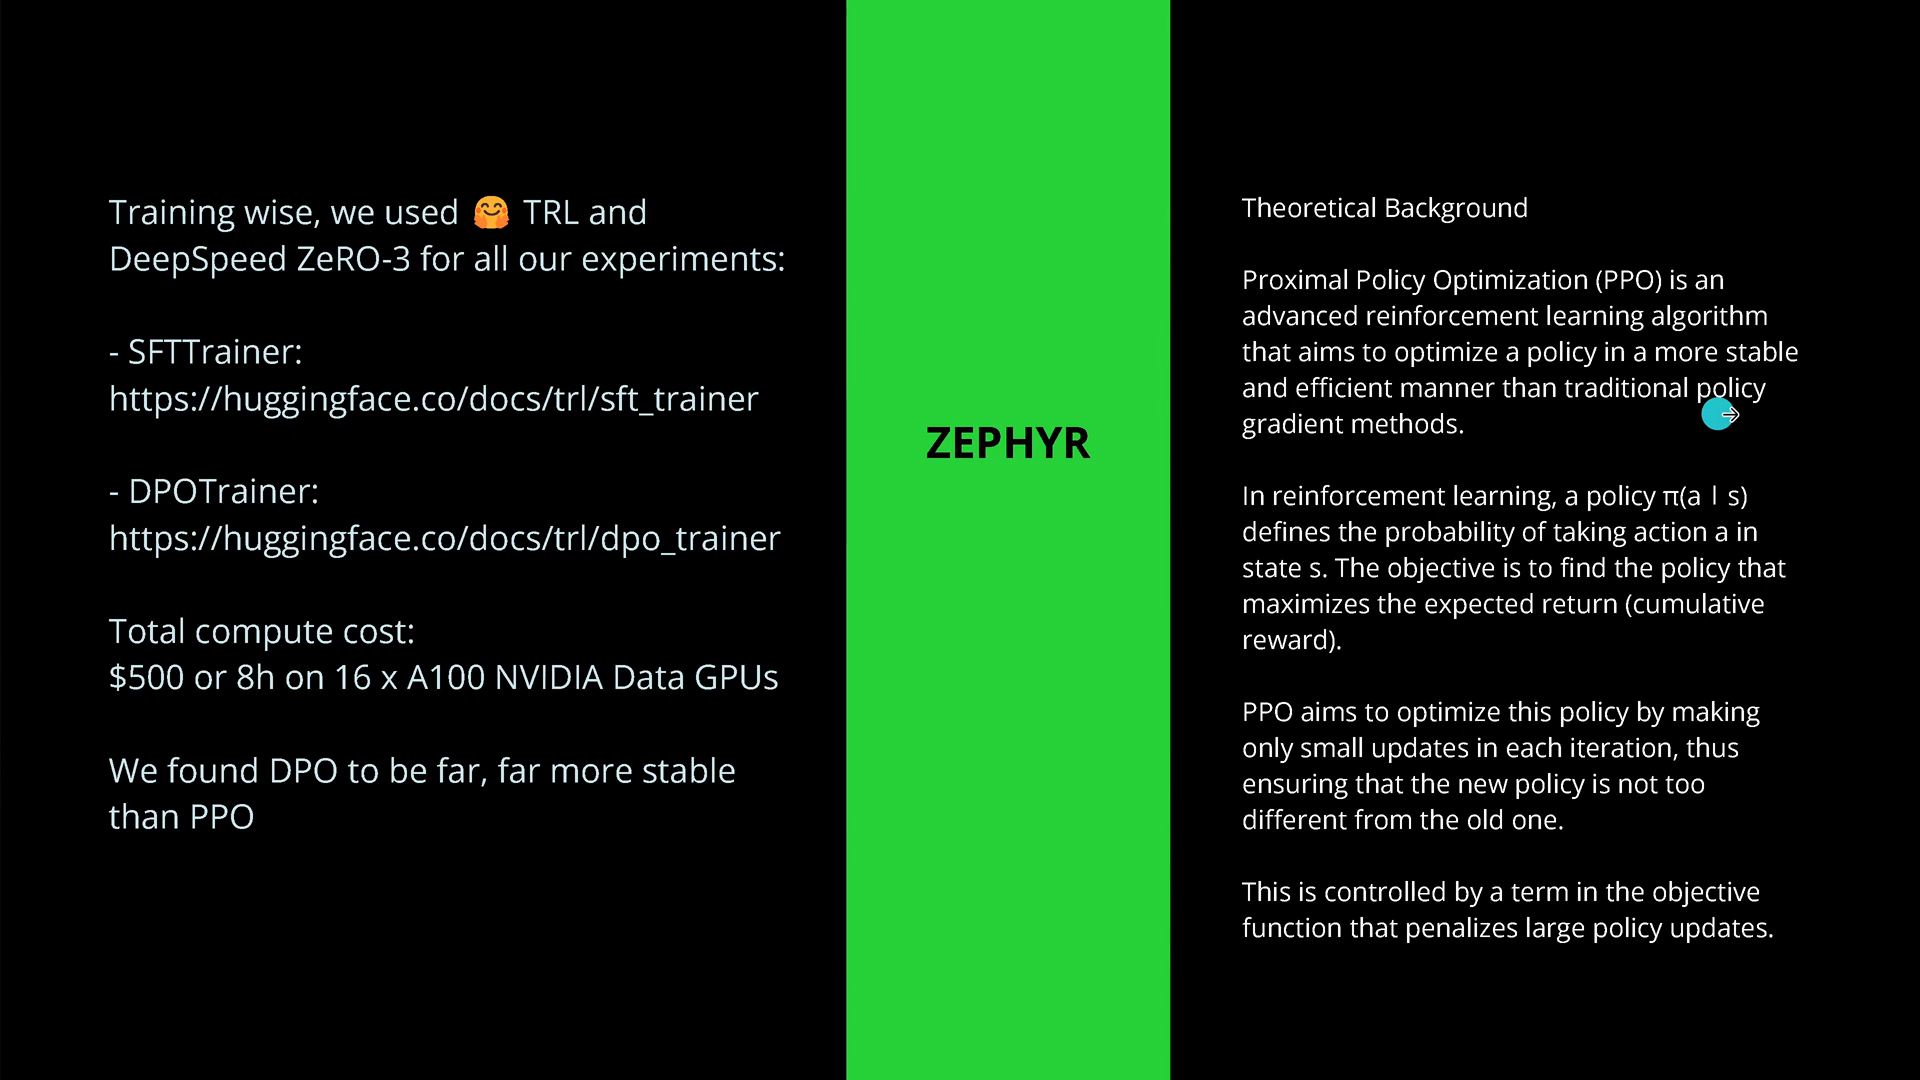 Training wise, we used 🤗 TRL and
DeepSpeed ZeRO-3 for all our experiments:
- SFTTrainer:
https://huggingface.co/docs/trl/sft_trainer
- DPOTrainer:
https://huggingface.co/docs/trl/dpo_trainer
Total compute cost:
$500 or 8h on 16 x A100 NVIDIA Data GPUs
We found DPO to be far, far more stable
than PPO
ZEPHYR
Theoretical Background
Proximal Policy Optimization (PPO) is an
advanced reinforcement learning algorithm
that aims to optimize a policy in a more stable
and efficient manner than traditional policy
gradient methods.
In reinforcement learning, a policy π(a∣s)
defines the probability of taking action a in
state s. The objective is to find the policy that
maximizes the expected return (cumulative
reward).
PPO aims to optimize this policy by making
only small updates in each iteration, thus
ensuring that the new policy is not too
different from the old one.
This is controlled by a term in the objective
function that penalizes large policy updates.